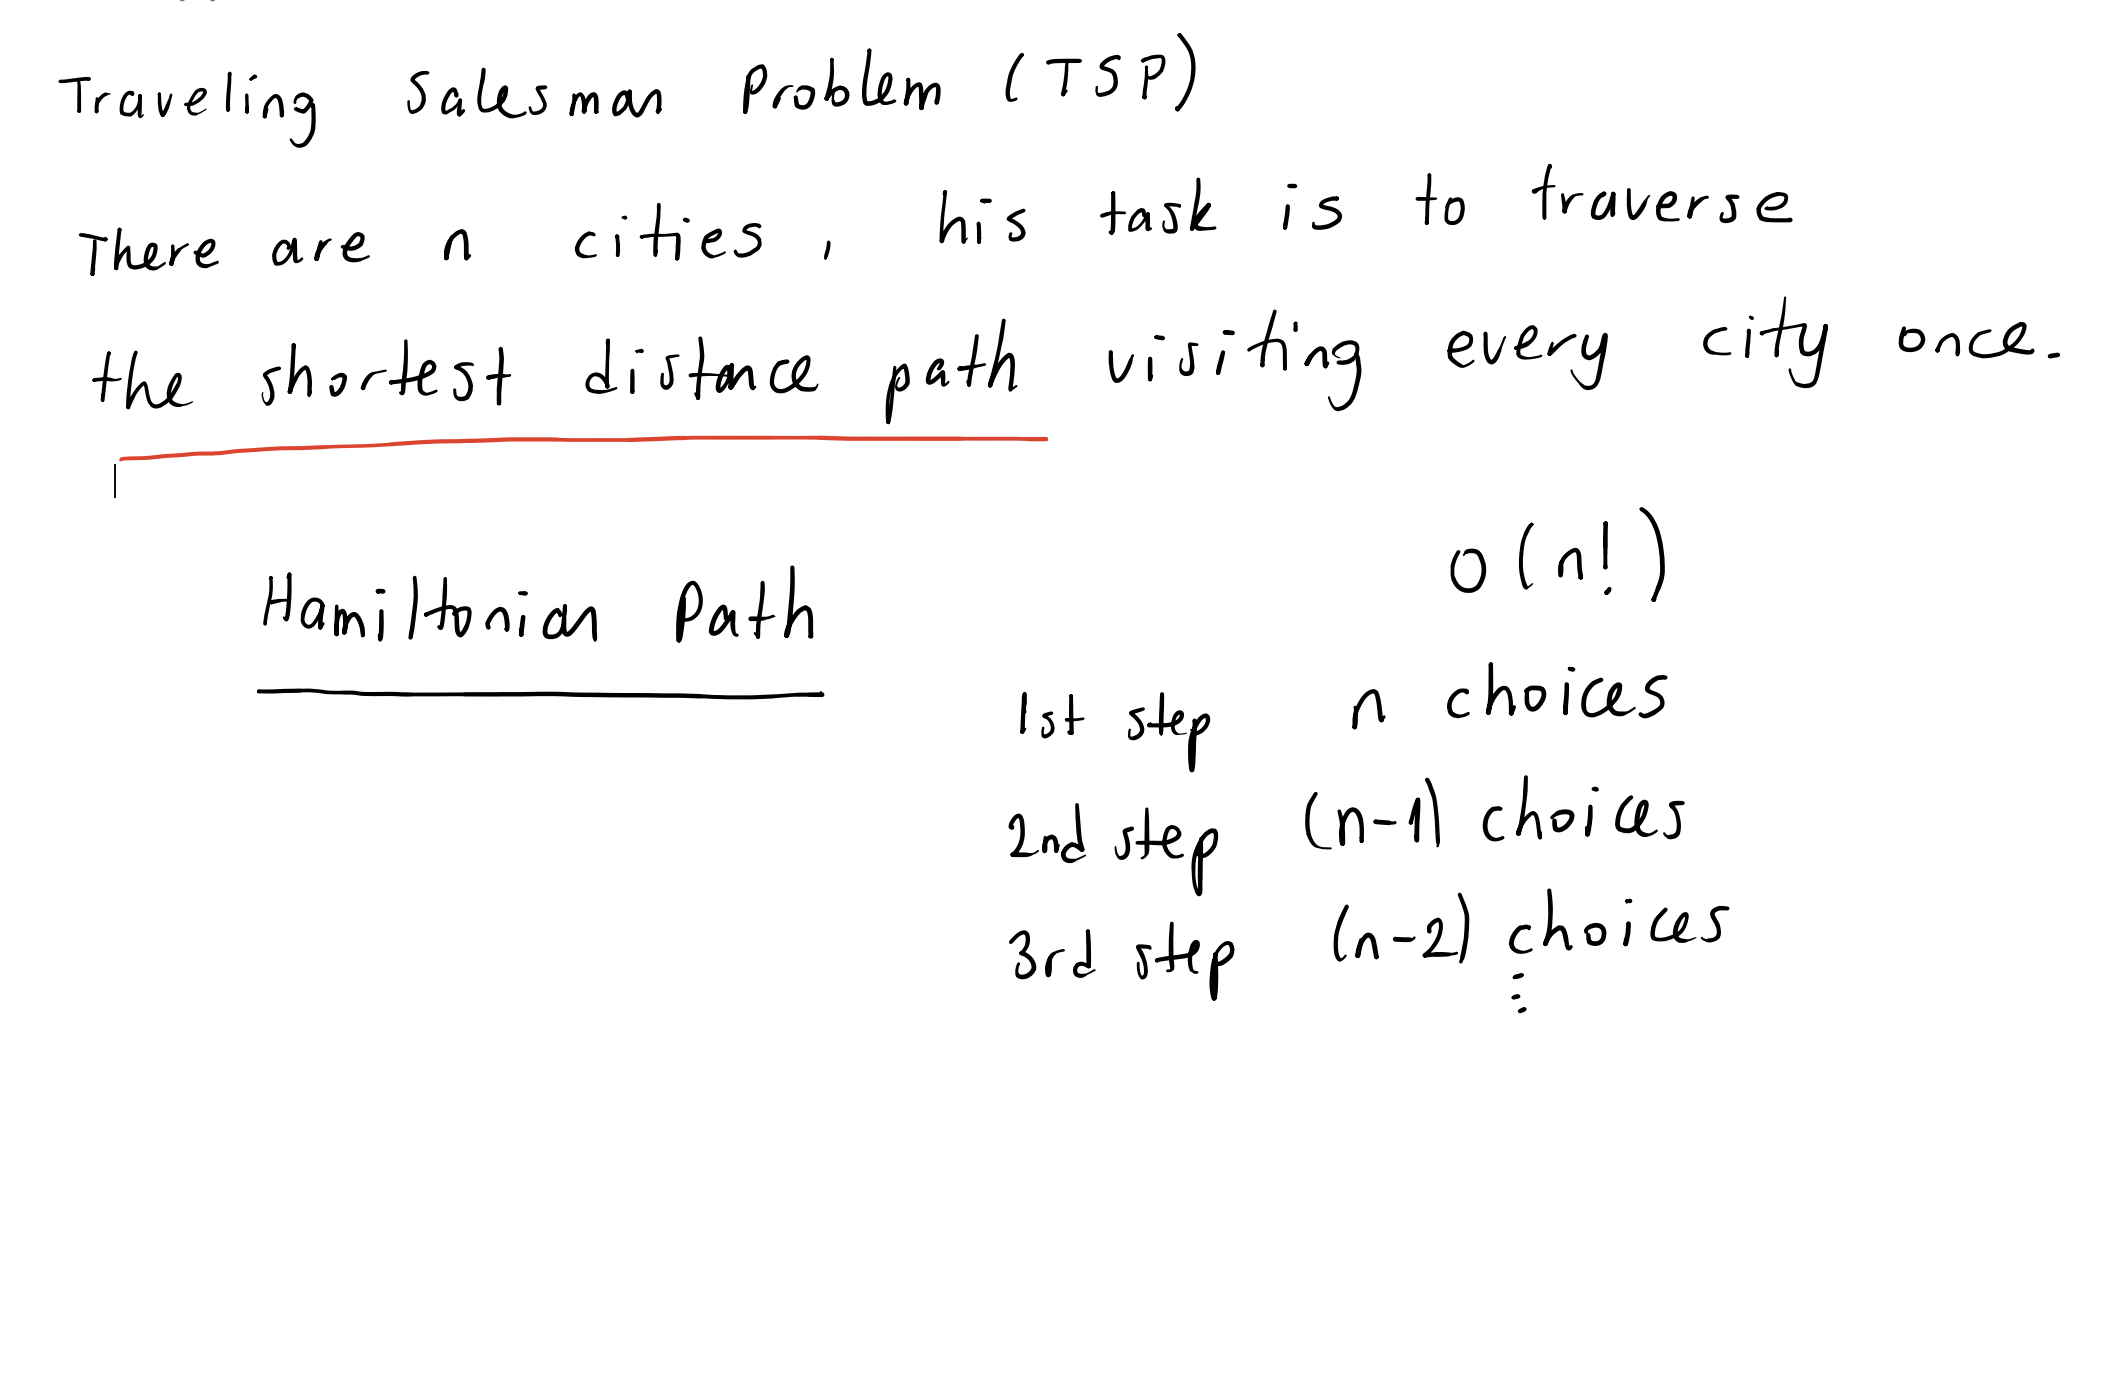 Traveling Salesman Problem (TSP)
There are n cities, his task is to traverse
the shortest distance path visiting every city once.
Hamiltonian Path
O(n!)
1st step n choices
2nd step (n-1) choices
3rd step (n-2) choices
⋮